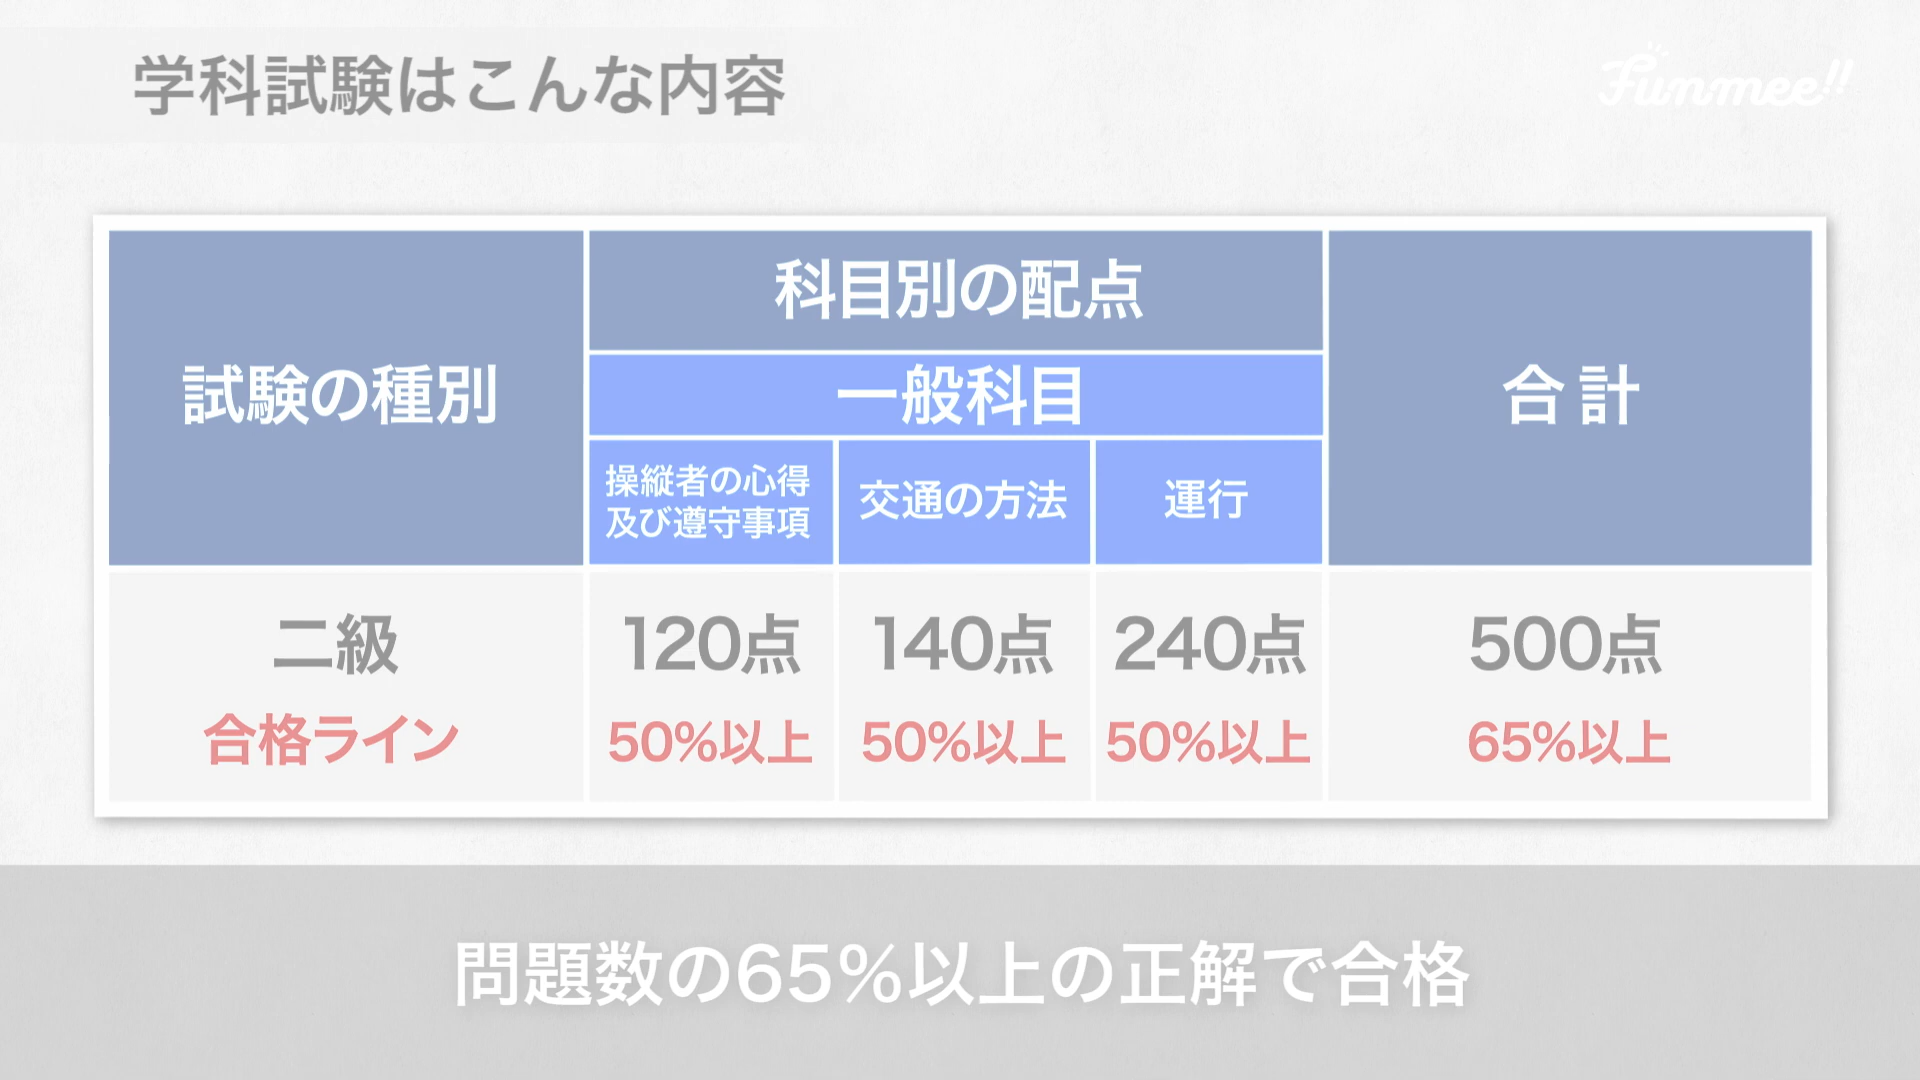 学科試験はこんな内容
Fummee!!
試験の種別
科目別の配点
合計
一般科目
操縦者の心得
及び遵守事項
交通の方法
運行
二級
120点
140点
240点
500点
合格ライン
50%以上
50%以上
50%以上
65%以上
問題数の65%以上の正解で合格